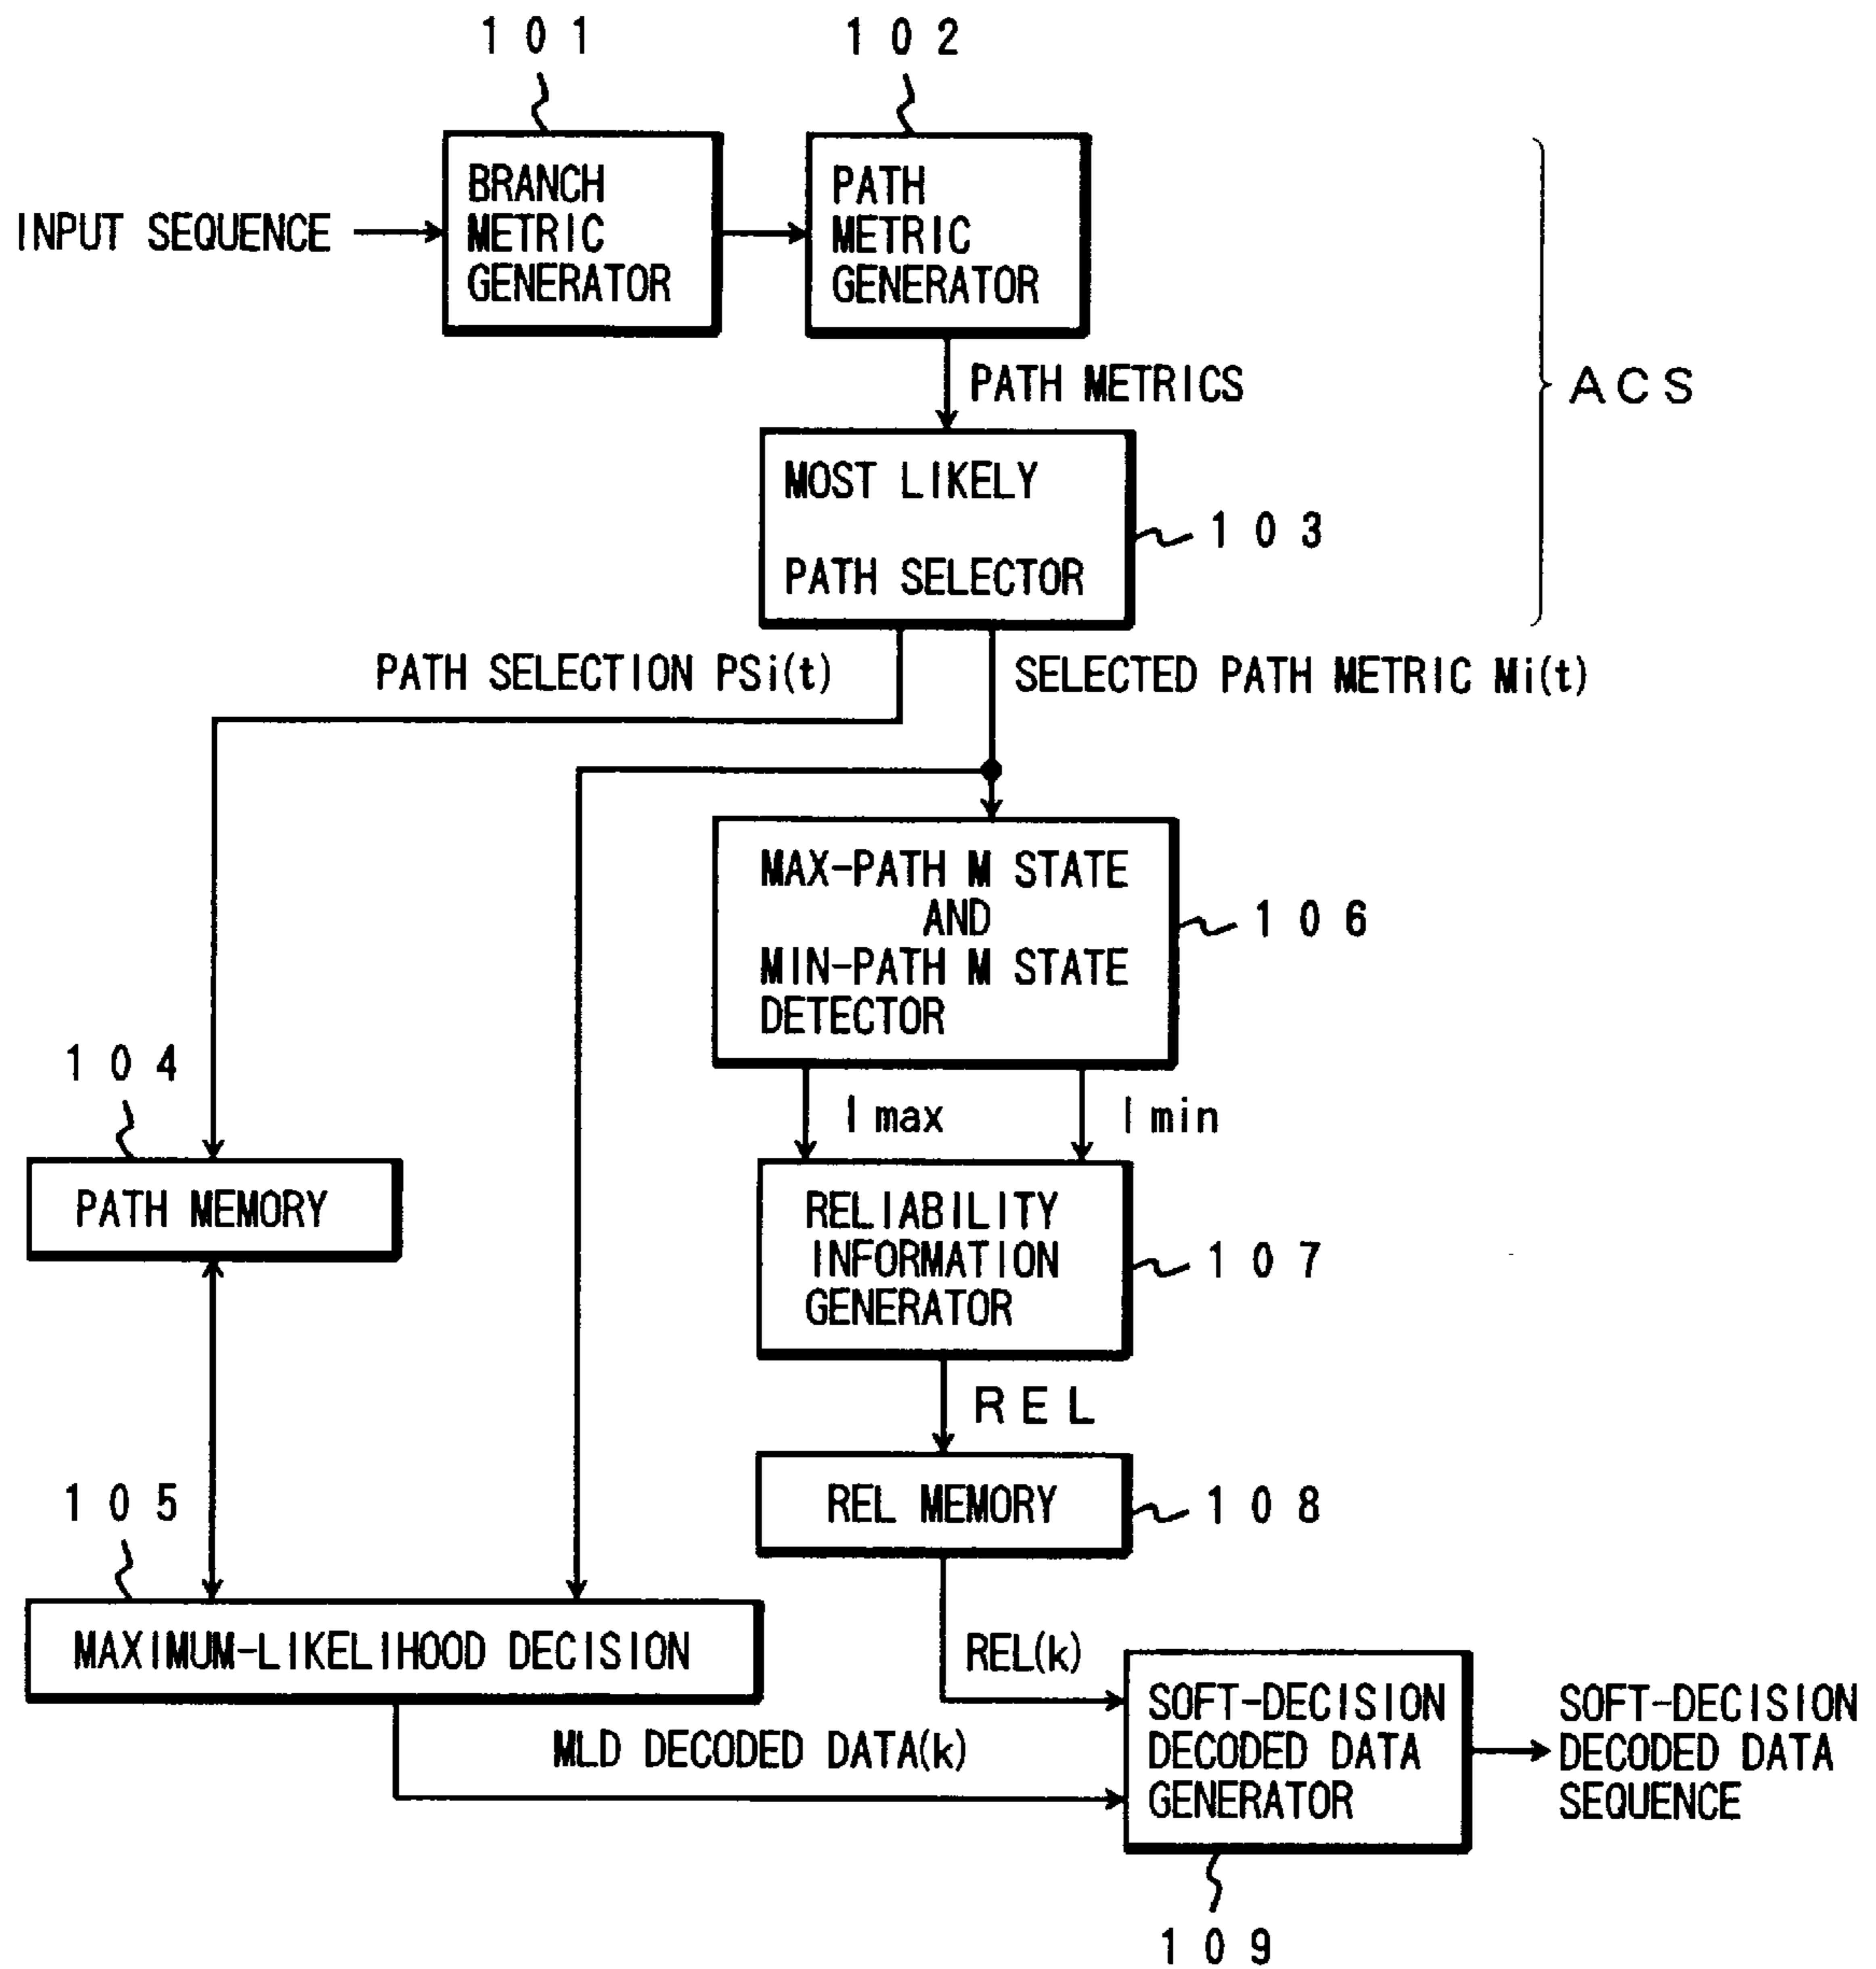 101
102
BRANCH
METRIC
GENERATOR
PATH
METRIC
GENERATOR
INPUT SEQUENCE
PATH METRICS
ACS
MOST LIKELY
PATH SELECTOR
103
PATH SELECTION PSi(t)
SELECTED PATH METRIC Mi(t)
MAX-PATH M STATE
AND
MIN-PATH M STATE
DETECTOR
106
104
I max
I min
PATH MEMORY
RELIABILITY
INFORMATION
GENERATOR
107
REL
105
REL MEMORY
108
MAXIMUM-LIKELIHOOD DECISION
REL(k)
MLD DECODED DATA(k)
SOFT-DECISION
DECODED DATA
GENERATOR
SOFT-DECISION
DECODED DATA
SEQUENCE
109